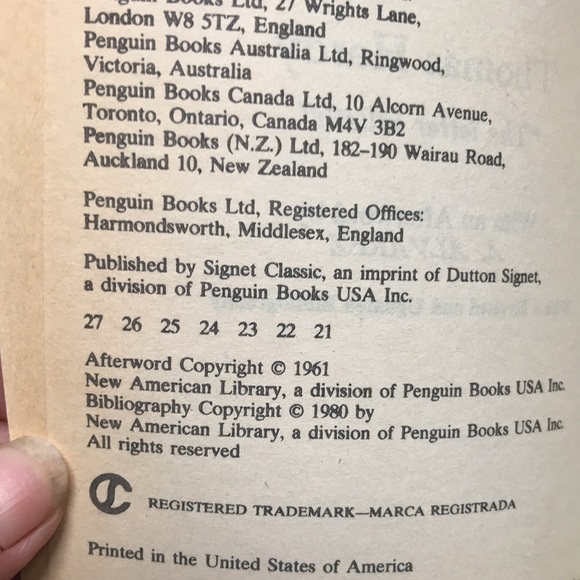 Books Ltd, 27 Wrights Lane,
London W8 5TZ, England
Penguin Books Australia Ltd, Ringwood,
Victoria, Australia
Penguin Books Canada Ltd, 10 Alcorn Avenue,
Toronto, Ontario, Canada M4V 3B2
Penguin Books (N.Z.) Ltd, 182–190 Wairau Road,
Auckland 10, New Zealand
Penguin Books Ltd, Registered Offices:
Harmondsworth, Middlesex, England
Published by Signet Classic, an imprint of Dutton Signet,
a division of Penguin Books USA Inc.
27 26 25 24 23 22 21
Afterword Copyright © 1961
New American Library, a division of Penguin Books USA Inc.
Bibliography Copyright © 1980 by
New American Library, a division of Penguin Books USA Inc.
All rights reserved
REGISTERED TRADEMARK—MARCA REGISTRADA
Printed in the United States of America